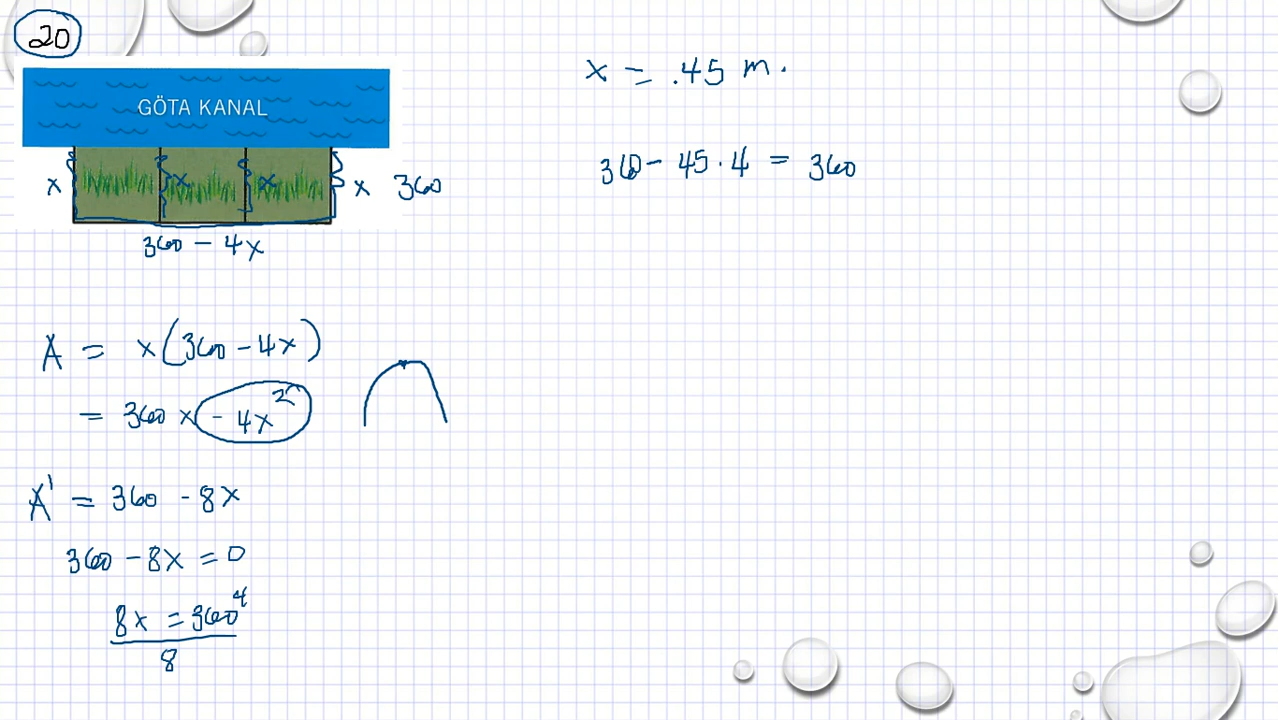 20
GÖTA KANAL
x x x x 360
360 - 4x
A = x(360 - 4x)
= 360x - 4x²
A' = 360 - 8x
360 - 8x = 0
8x = 360⁴
8
x = .45 m.
360 - 45 · 4 = 360